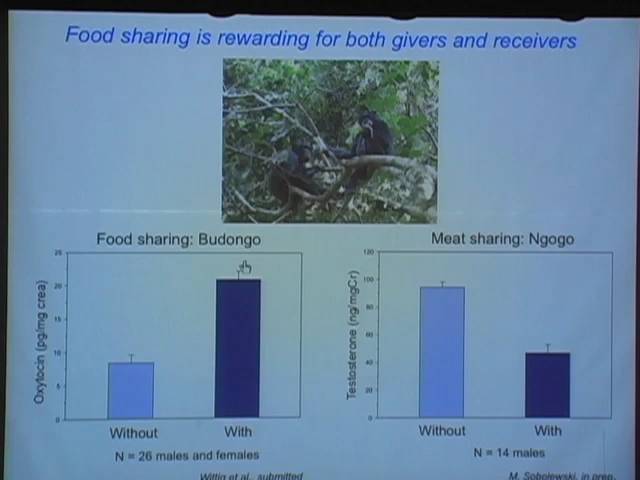 Food sharing is rewarding for both givers and receivers
Food sharing: Budongo
Oxytocin (pg/mg crea)
25
20
15
10
5
0
Without
With
N = 26 males and females
Wittig et al., submitted
Meat sharing: Ngogo
Testosterone (ng/mgCr)
120
100
80
60
40
20
0
Without
With
N = 14 males
M. Sobolewski, in prep.